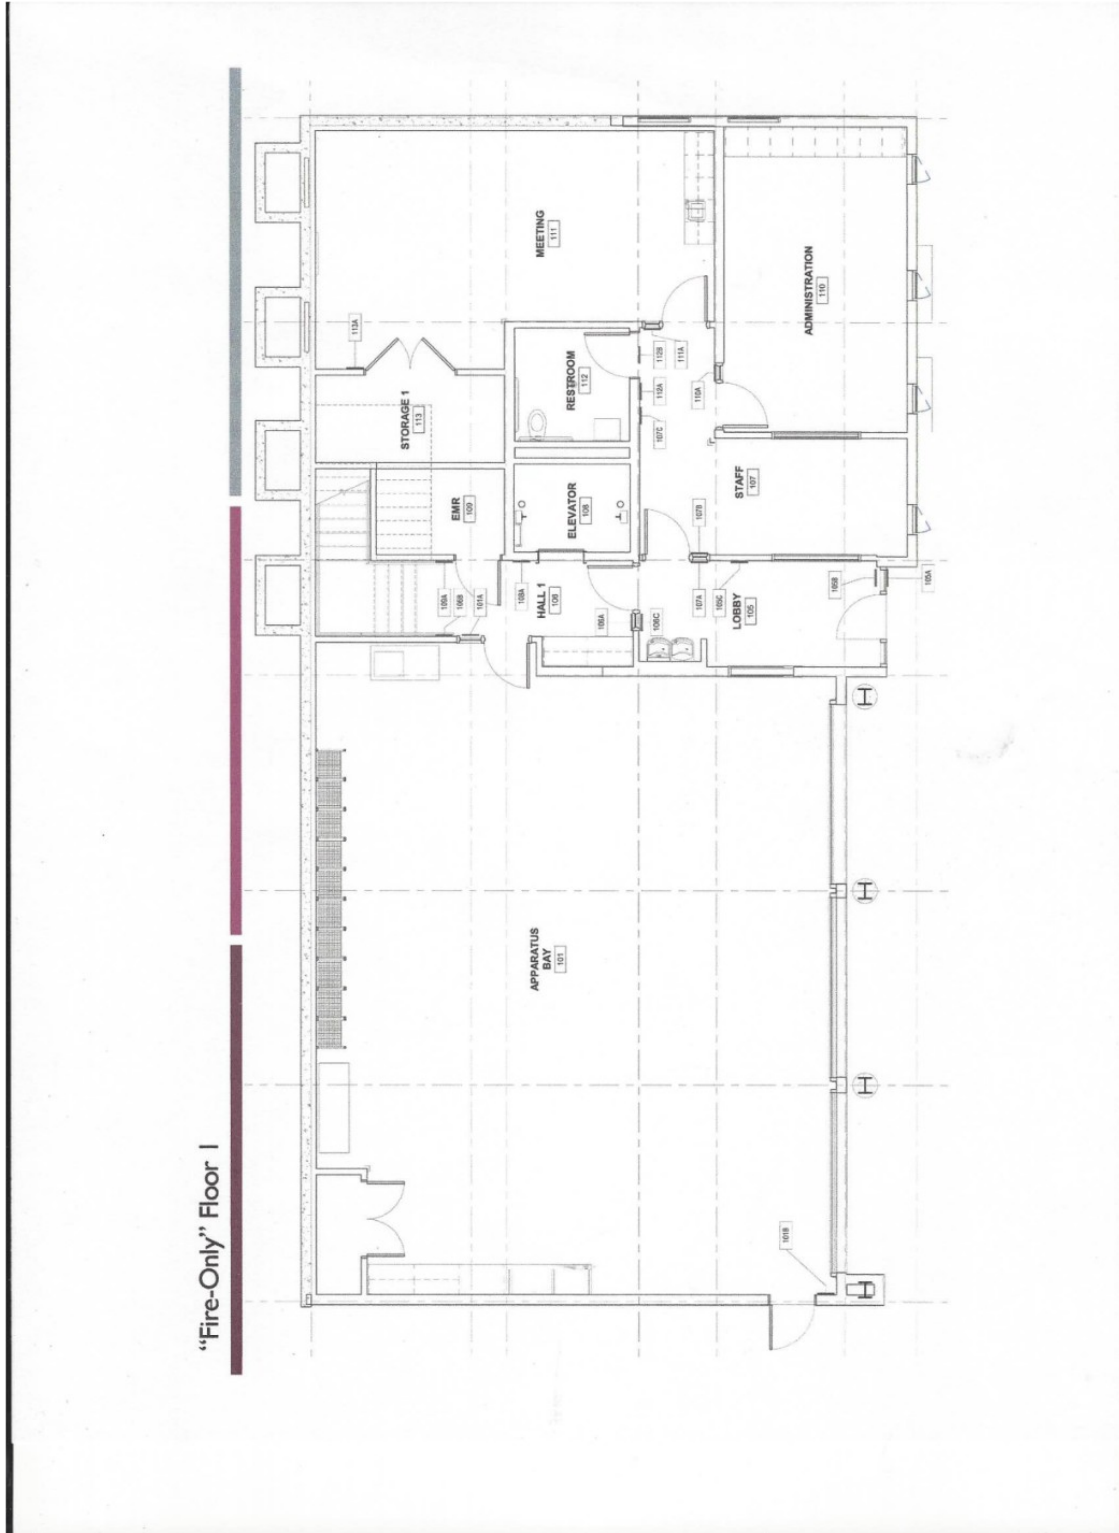 "Fire-Only" Floor 1
APPARATUS
BAY
101
101B
STORAGE 1
113
113A
EMR
109
109A
106B
101A
ELEVATOR
108
108A
HALL 1
106
106A
106C
RESTROOM
112
112A
112B
107C
MEETING
111
111A
110A
ADMINISTRATION
110
STAFF
107
107B
107A
105C
LOBBY
105
105B
105A
H
H
H
H